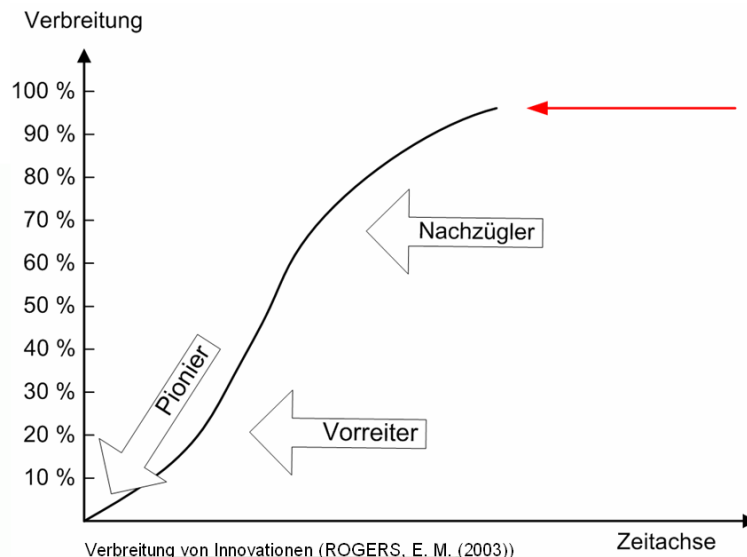 Verbreitung
100 %
90 %
80 %
70 %
60 %
50 %
40 %
30 %
20 %
10 %
Nachzügler
Pionier
Vorreiter
Zeitachse
Verbreitung von Innovationen (ROGERS, E. M. (2003))